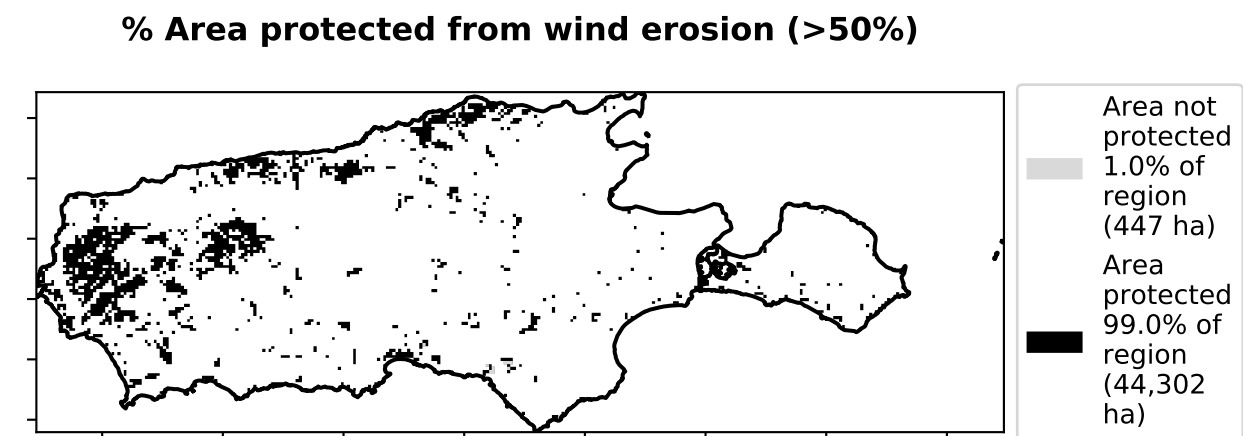 % Area protected from wind erosion (>50%)
Area not
protected
1.0% of
region
(447 ha)
Area
protected
99.0% of
region
(44,302
ha)